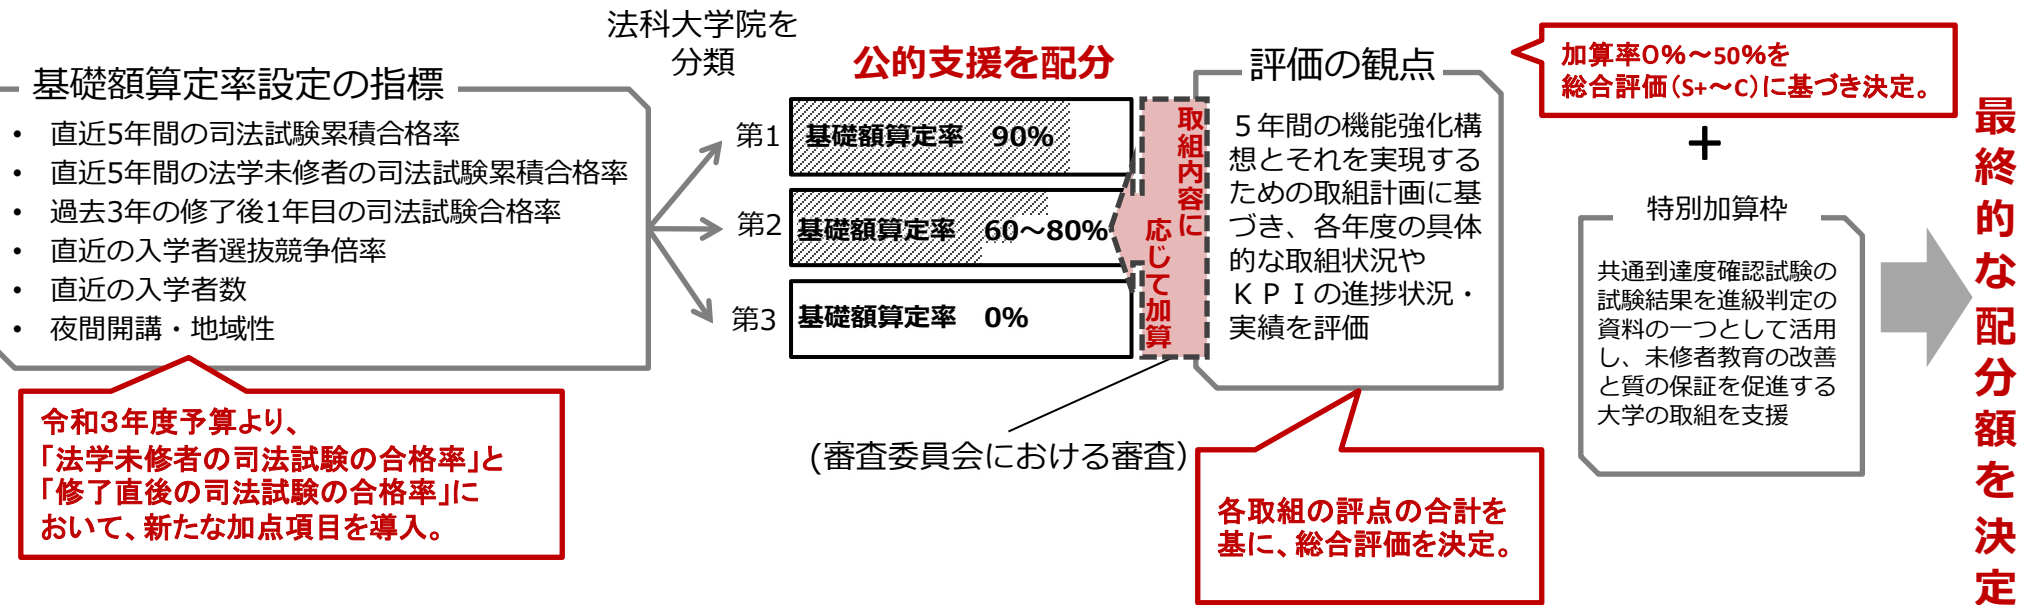 基礎額算定率設定の指標
• 直近5年間の司法試験累積合格率
• 直近5年間の法学未修者の司法試験累積合格率
• 過去3年の修了後1年目の司法試験合格率
• 直近の入学者選抜競争倍率
• 直近の入学者数
• 夜間開講・地域性
令和３年度予算より、
「法学未修者の司法試験の合格率」と
「修了直後の司法試験の合格率」に
おいて、新たな加点項目を導入。
法科大学院を
分類
公的支援を配分
第1
基礎額算定率 90%
第2
基礎額算定率 60～80%
第3
基礎額算定率 0%
取組内容に
応じて加算
(審査委員会における審査）
評価の観点
５年間の機能強化構
想とそれを実現する
ための取組計画に基
づき、各年度の具体
的な取組状況や
ＫＰＩの進捗状況・
実績を評価
各取組の評点の合計を
基に、総合評価を決定。
加算率０％～50％を
総合評価（S+～C）に基づき決定。
＋
特別加算枠
共通到達度確認試験の
試験結果を進級判定の
資料の一つとして活用
し、未修者教育の改善
と質の保証を促進する
大学の取組を支援
最終的な配分額を決定